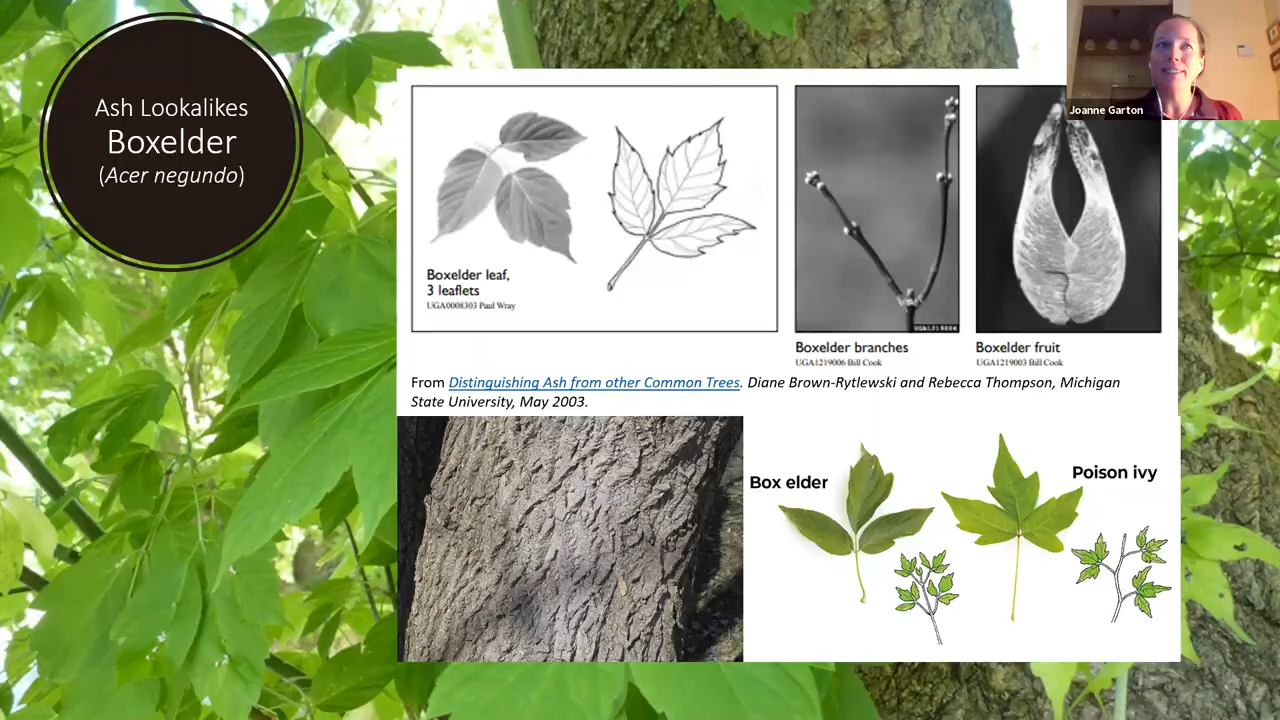 Ash Lookalikes
Boxelder
(Acer negundo)
Joanne Garton
Boxelder leaf,
3 leaflets
UGA0008303 Paul Wray
UGA1219006
Boxelder branches
UGA1219006 Bill Cook
Boxelder fruit
UGA1219003 Bill Cook
From Distinguishing Ash from other Common Trees. Diane Brown-Rytlewski and Rebecca Thompson, Michigan
State University, May 2003.
Box elder
Poison ivy